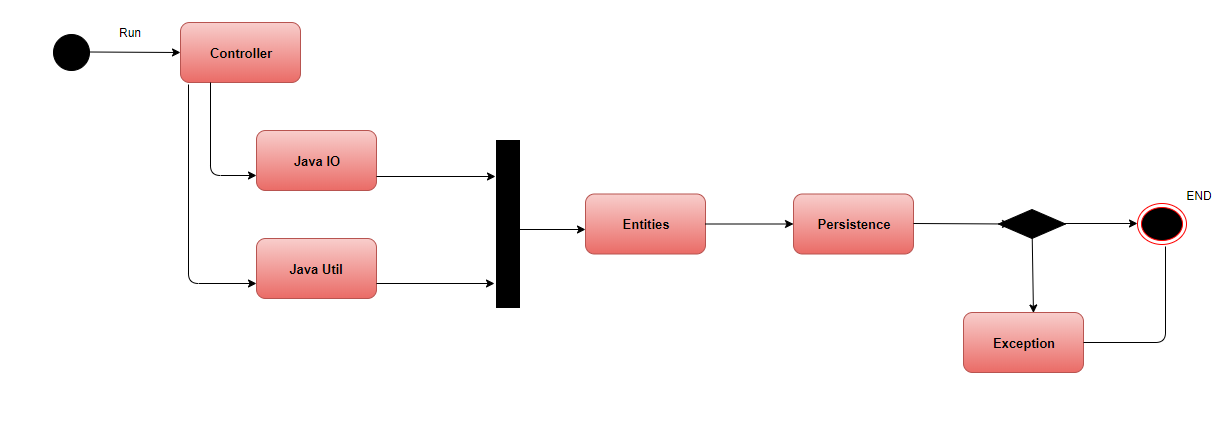 Run
Controller
Java IO
Java Util
Entities
Persistence
END
Exception